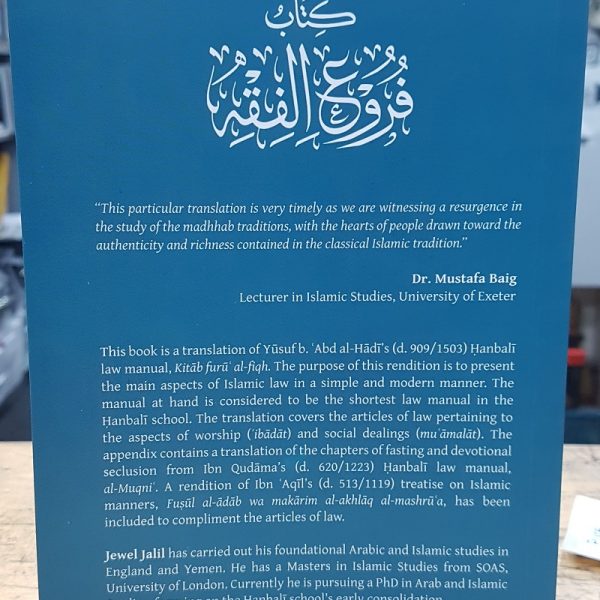 كِتَابُ
فُرُوعِ الفِقْهِ
“This particular translation is very timely as we are witnessing a resurgence in
the study of the madhhab traditions, with the hearts of people drawn toward the
authenticity and richness contained in the classical Islamic tradition.”
Dr. Mustafa Baig
Lecturer in Islamic Studies, University of Exeter
This book is a translation of Yūsuf b. ʿAbd al-Hādī’s (d. 909/1503) Ḥanbalī
law manual, Kitāb furūʿ al-fiqh. The purpose of this rendition is to present
the main aspects of Islamic law in a simple and modern manner. The
manual at hand is considered to be the shortest law manual in the
Ḥanbalī school. The translation covers the articles of law pertaining to
the aspects of worship (ʿibādāt) and social dealings (muʿāmalāt). The
appendix contains a translation of the chapters of fasting and devotional
seclusion from Ibn Qudāma’s (d. 620/1223) Ḥanbalī law manual,
al-Muqniʿ. A rendition of Ibn ʿAqīl’s (d. 513/1119) treatise on Islamic
manners, Fuṣūl al-ādāb wa makārim al-akhlāq al-mashrūʿa, has been
included to compliment the articles of law.
Jewel Jalil has carried out his foundational Arabic and Islamic studies in
England and Yemen. He has a Masters in Islamic Studies from SOAS,
University of London. Currently he is pursuing a PhD in Arab and Islamic
on the Ḥanbalī school’s early consolidation